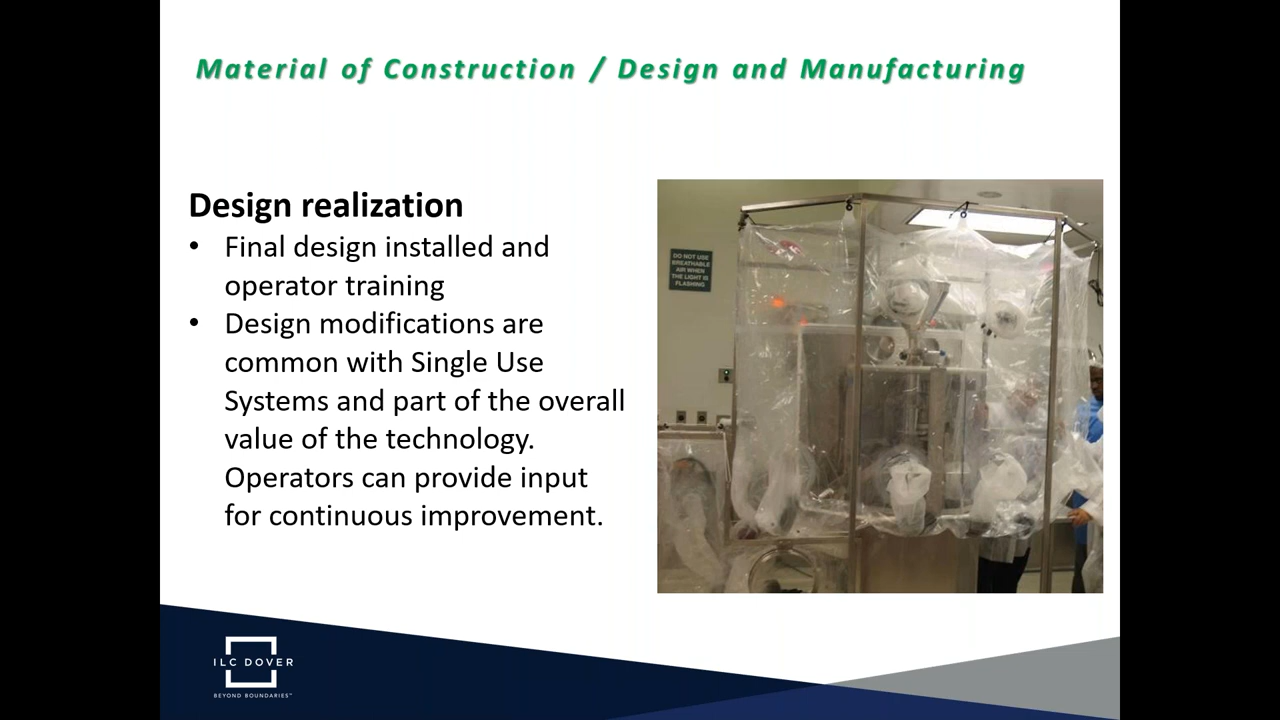 Material of Construction / Design and Manufacturing
Design realization
• Final design installed and
operator training
• Design modifications are
common with Single Use
Systems and part of the overall
value of the technology.
Operators can provide input
for continuous improvement.
DO NOT USE
BREATHABLE
AIR WHEN
THE LIGHT IS
FLASHING
ILC DOVER
BEYOND BOUNDARIES™